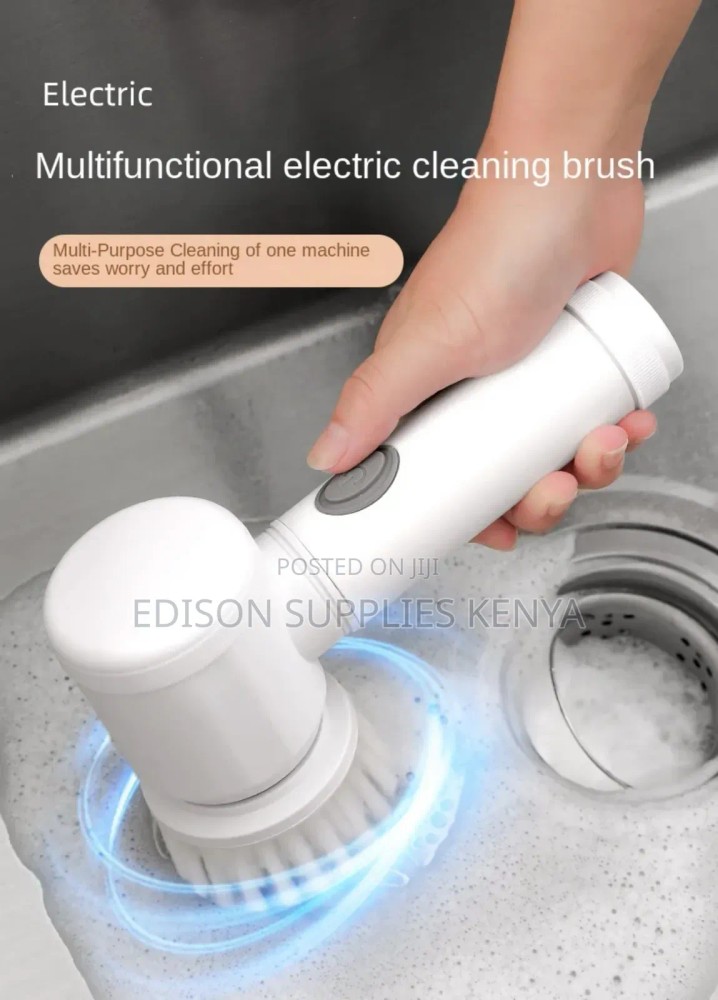 Electric
Multifunctional electric cleaning brush
Multi-Purpose Cleaning of one machine
saves worry and effort
POSTED ON JIJI
EDISON SUPPLIES KENYA